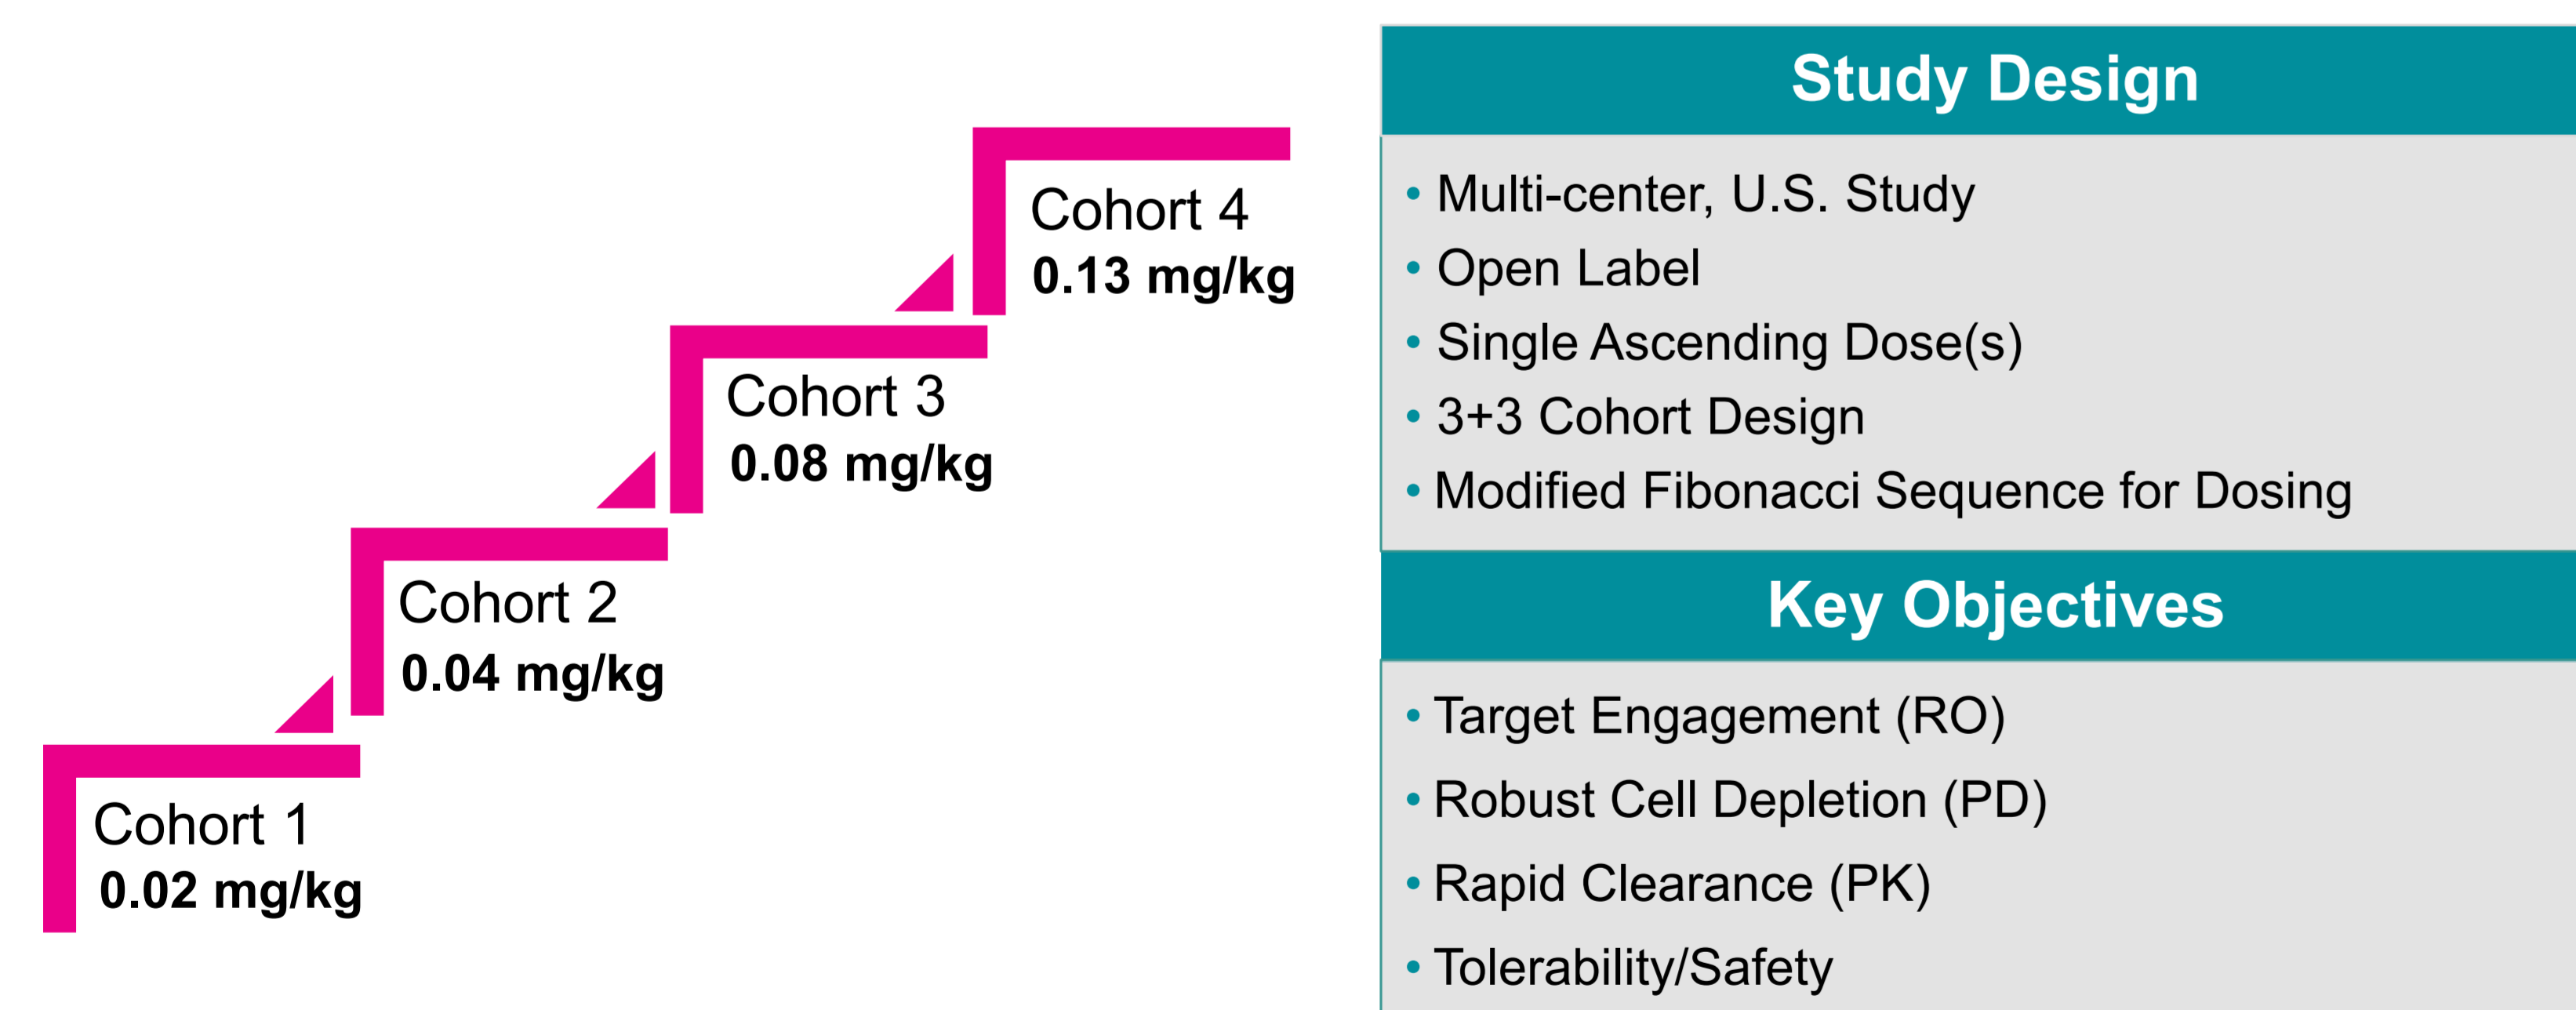 Cohort 4
0.13 mg/kg
Cohort 3
0.08 mg/kg
Cohort 2
0.04 mg/kg
Cohort 1
0.02 mg/kg
Study Design
• Multi-center, U.S. Study
• Open Label
• Single Ascending Dose(s)
• 3+3 Cohort Design
• Modified Fibonacci Sequence for Dosing
Key Objectives
• Target Engagement (RO)
• Robust Cell Depletion (PD)
• Rapid Clearance (PK)
• Tolerability/Safety